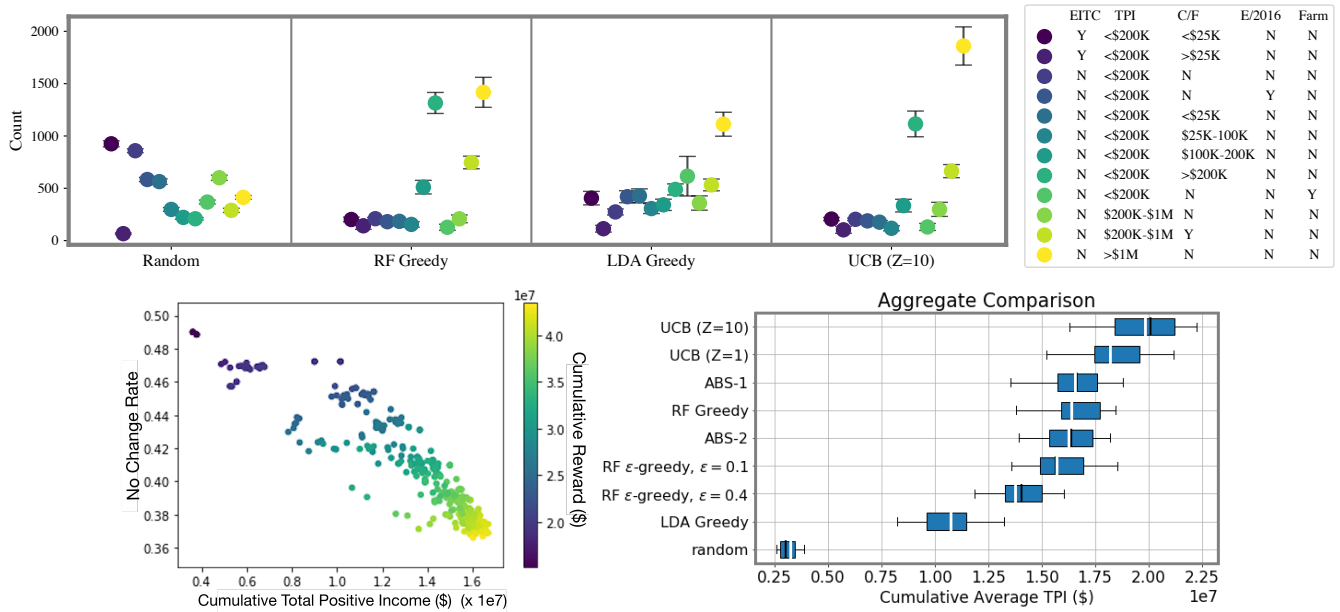 2000
1500
1000
500
0
Count
Random
RF Greedy
LDA Greedy
UCB (Z=10)
EITC TPI C/F E/2016 Farm
Y <$200K <$25K N N
Y <$200K >$25K N N
N <$200K N N N
N <$200K N Y N
N <$200K <$25K N N
N <$200K $25K-100K N N
N <$200K $100K-200K N N
N <$200K >$200K N N
N <$200K N N Y
N $200K-$1M N N N
N $200K-$1M Y N N
N >$1M N N N
0.50
0.48
0.46
0.44
0.42
0.40
0.38
0.36
No Change Rate
0.4 0.6 0.8 1.0 1.2 1.4 1.6
Cumulative Total Positive Income ($) (x 1e7)
1e7
4.0
3.5
3.0
2.5
2.0
Cumulative Reward ($)
Aggregate Comparison
UCB (Z=10)
UCB (Z=1)
ABS-1
RF Greedy
ABS-2
RF ε-greedy, ε = 0.1
RF ε-greedy, ε = 0.4
LDA Greedy
random
0.25 0.50 0.75 1.00 1.25 1.50 1.75 2.00 2.25
1e7
Cumulative Average TPI ($)